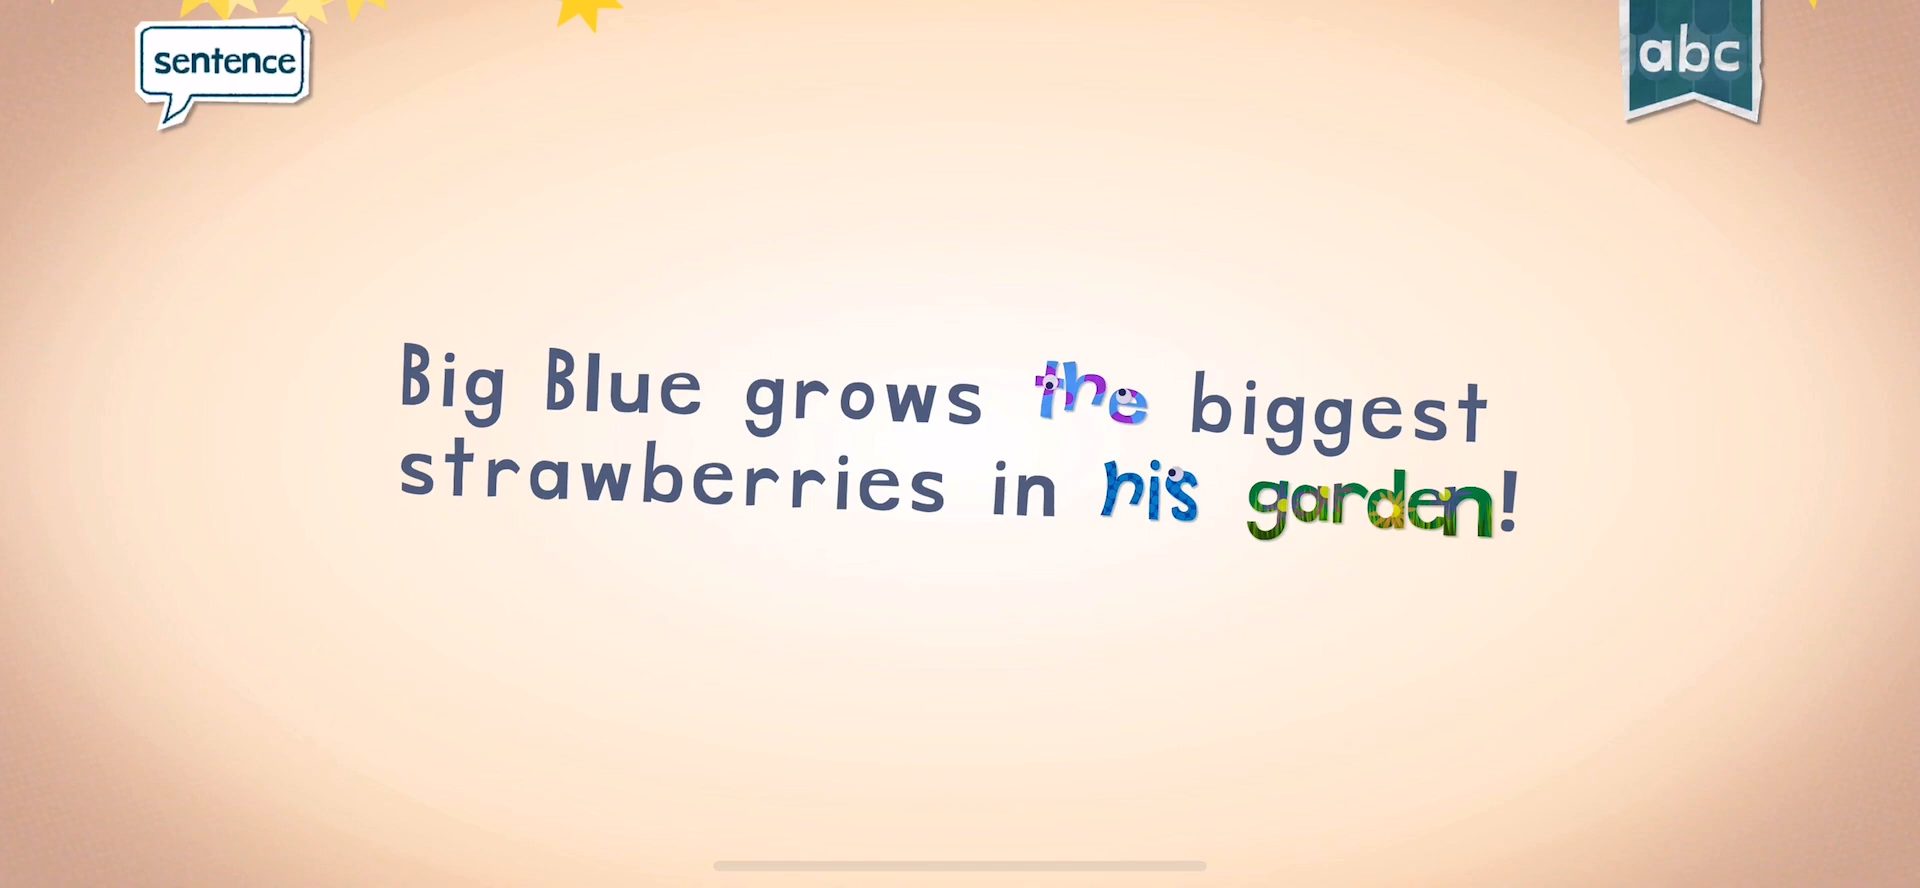 sentence
abc
Big Blue grows the biggest
strawberries in his garden!